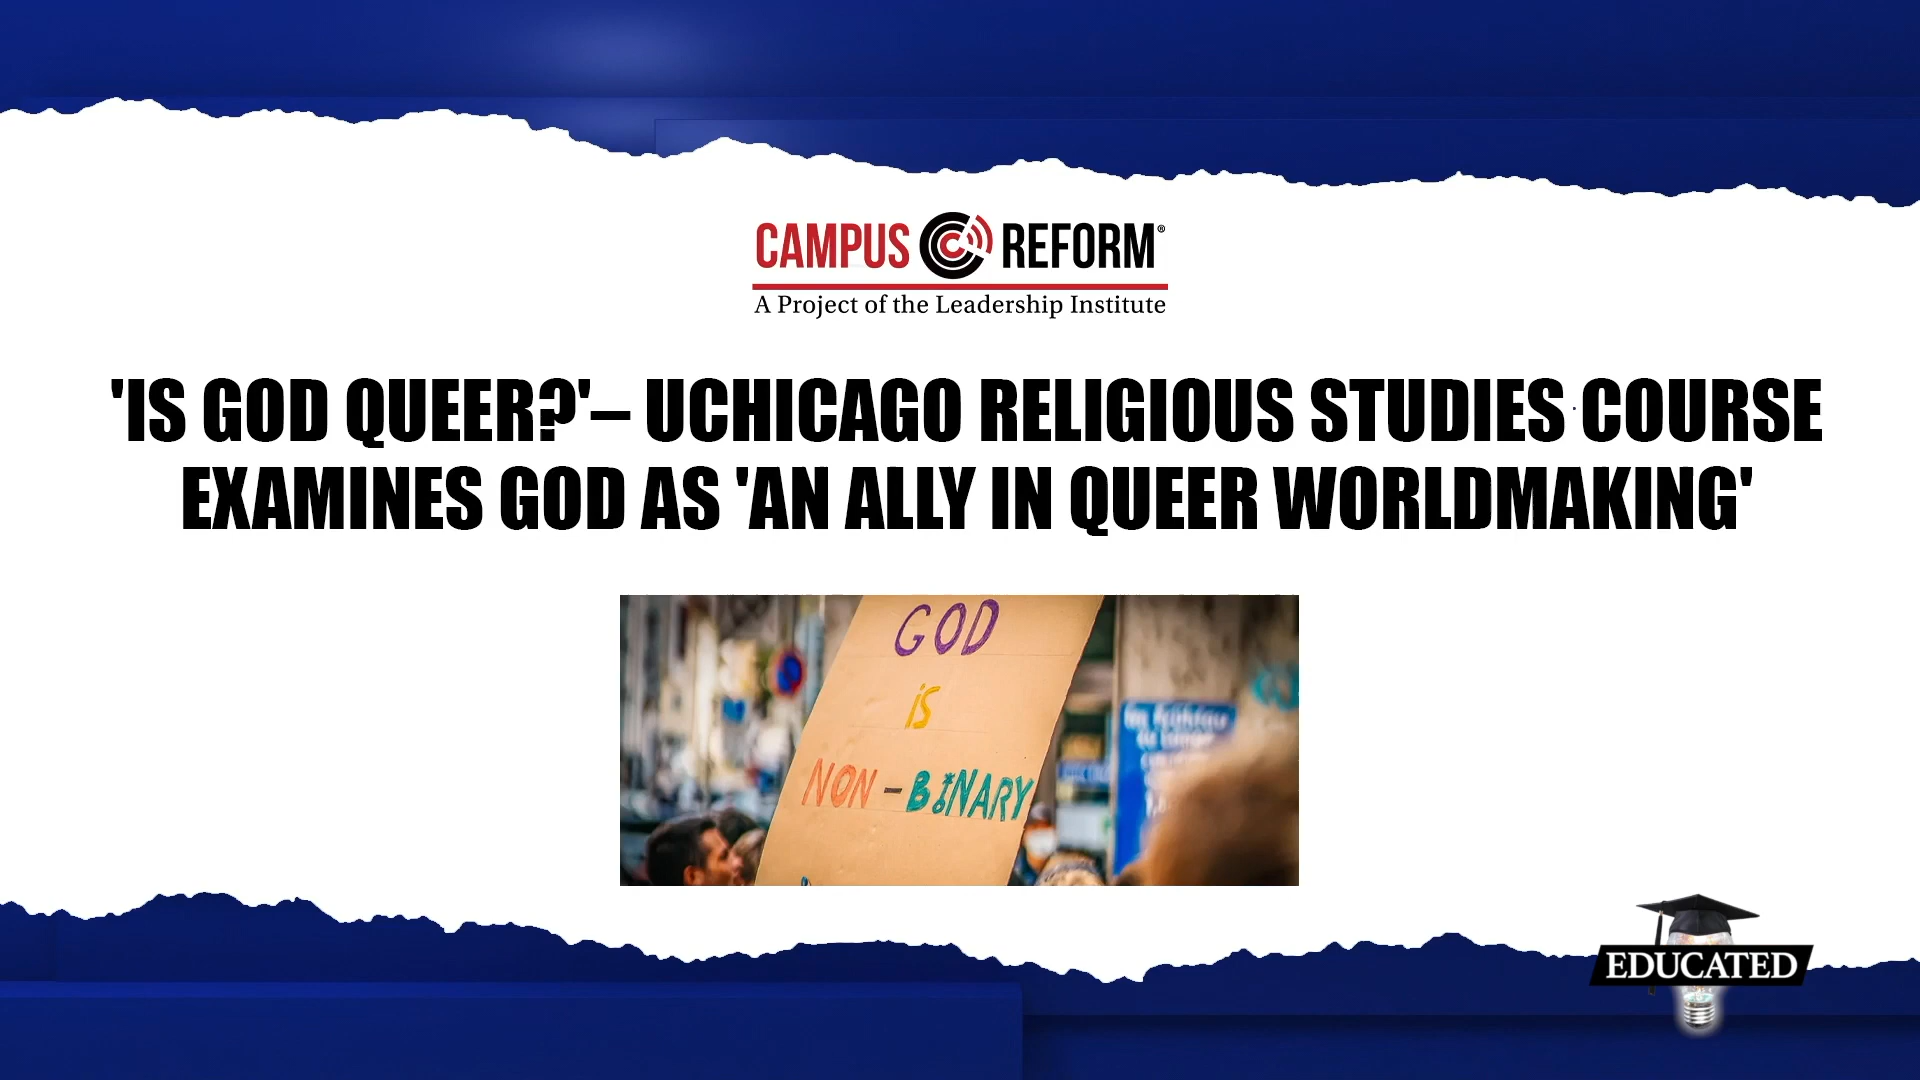 CAMPUS REFORM®
A Project of the Leadership Institute
'IS GOD QUEER?'– UCHICAGO RELIGIOUS STUDIES COURSE
EXAMINES GOD AS 'AN ALLY IN QUEER WORLDMAKING'
GOD
iS
NON-BiNARY
EDUCATED